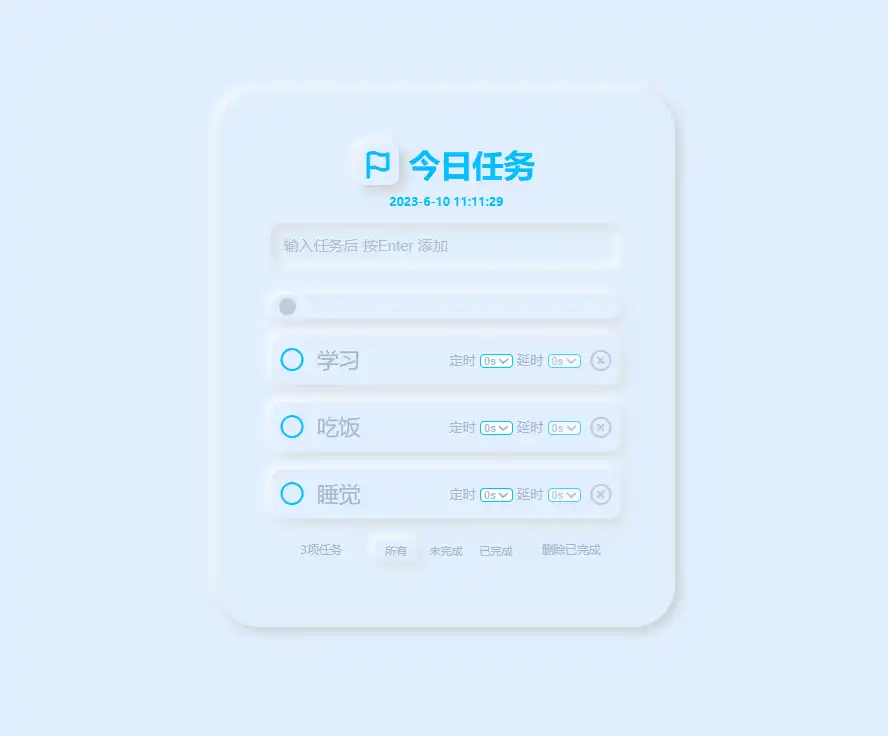 今日任务
2023-6-10 11:11:29
输入任务后 按Enter 添加
学习 定时 0s 延时 0s
吃饭 定时 0s 延时 0s
睡觉 定时 0s 延时 0s
3项任务 所有 未完成 已完成 删除已完成